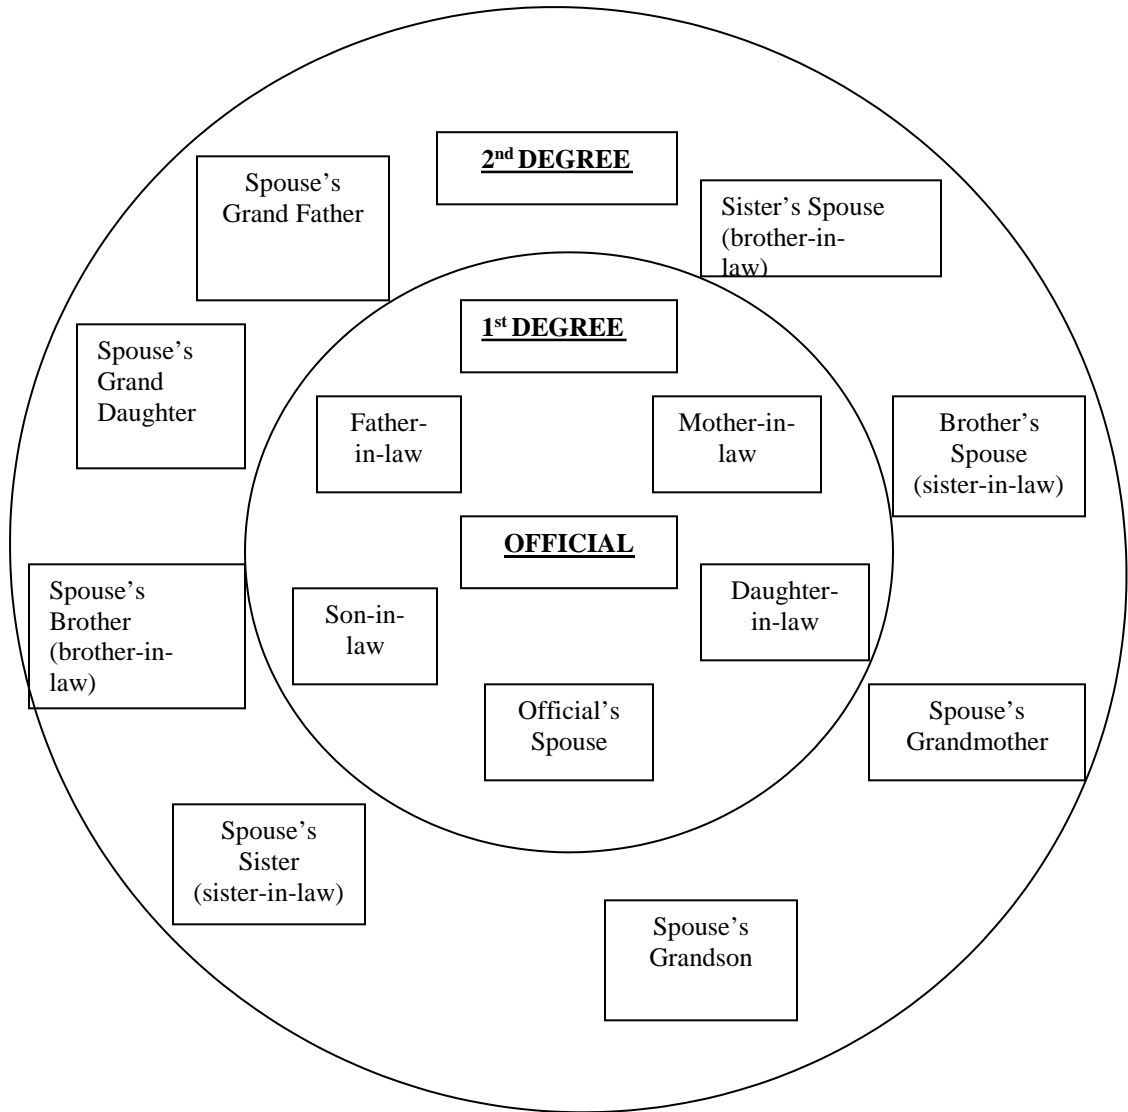 2nd DEGREE
Spouse’s
Grand Father
Sister’s Spouse
(brother-in-
law)
1st DEGREE
Spouse’s
Grand
Daughter
Father-
in-law
Mother-in-
law
Brother’s
Spouse
(sister-in-law)
OFFICIAL
Spouse’s
Brother
(brother-in-
law)
Son-in-
law
Daughter-
in-law
Official’s
Spouse
Spouse’s
Grandmother
Spouse’s
Sister
(sister-in-law)
Spouse’s
Grandson